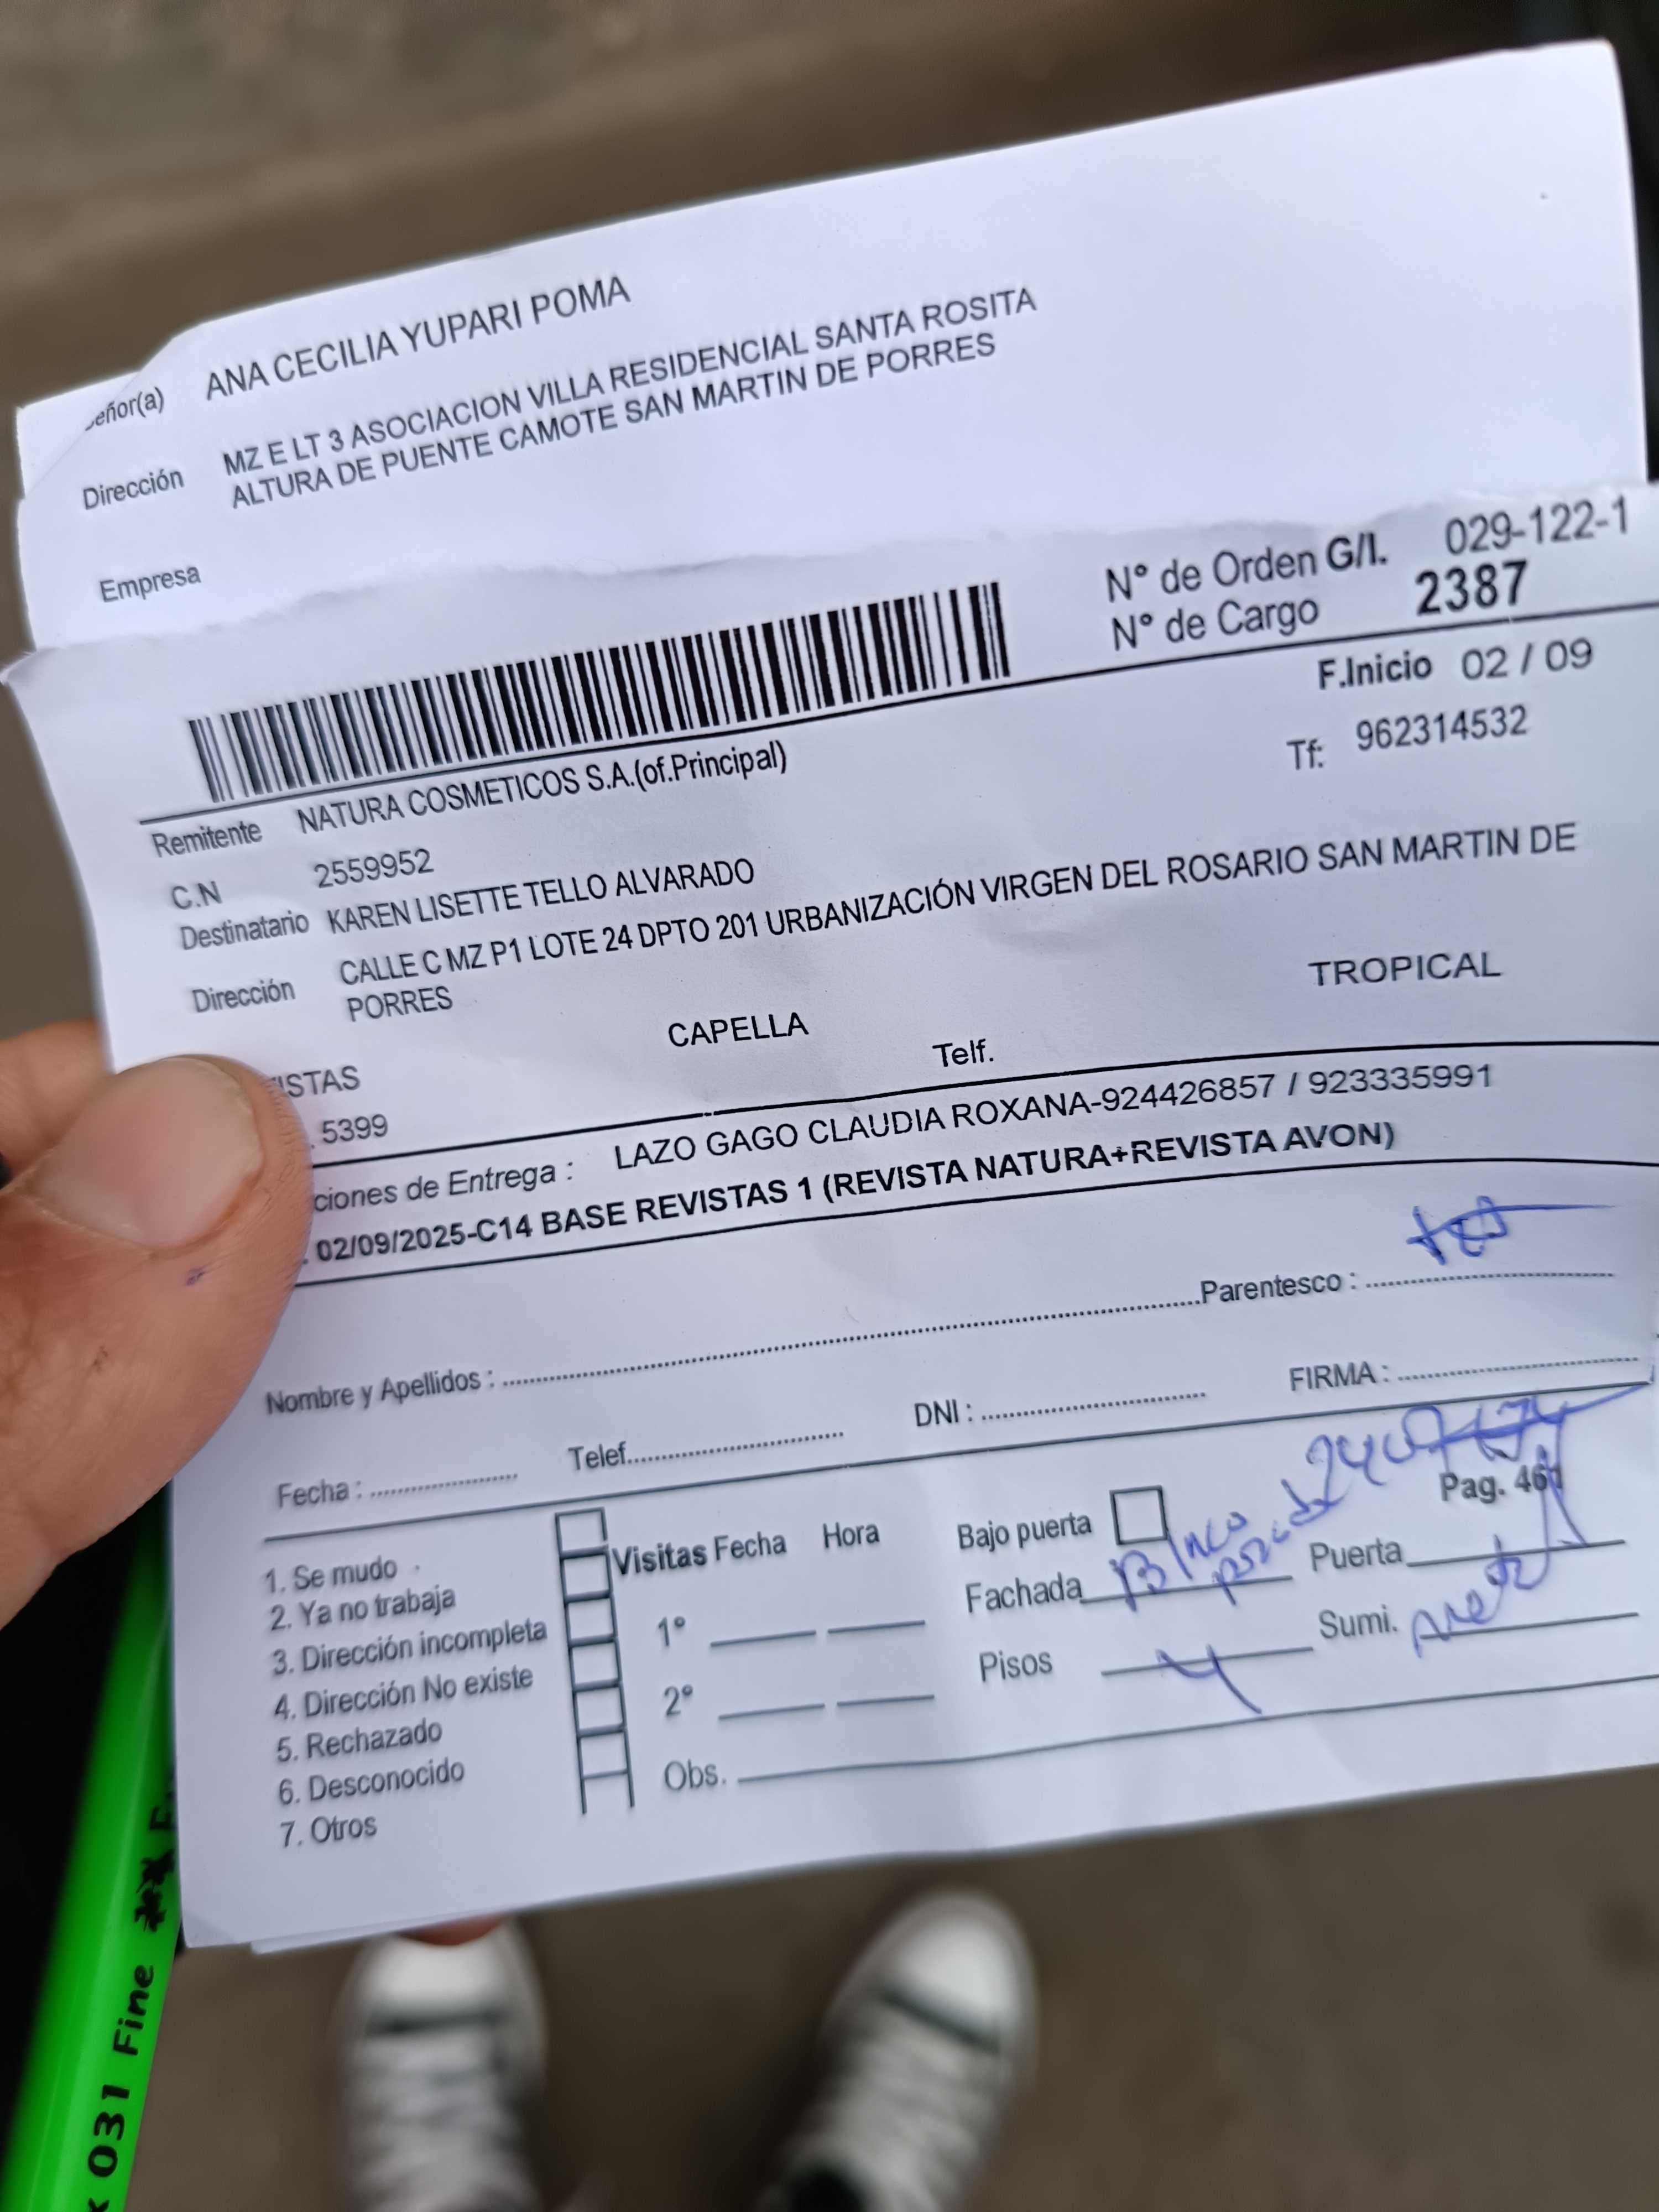 eñor(a) ANA CECILIA YUPARI POMA
Dirección MZ E LT 3 ASOCIACION VILLA RESIDENCIAL SANTA ROSITA
ALTURA DE PUENTE CAMOTE SAN MARTIN DE PORRES
Empresa
N° de Orden G/I. 029-122-1
N° de Cargo 2387
F.Inicio 02 / 09
Remitente NATURA COSMETICOS S.A.(of.Principal) Tf: 962314532
C.N 2559952
Destinatario KAREN LISETTE TELLO ALVARADO
Dirección CALLE C MZ P1 LOTE 24 DPTO 201 URBANIZACIÓN VIRGEN DEL ROSARIO SAN MARTIN DE
PORRES
ISTAS CAPELLA TROPICAL
5399 Telf.
ciones de Entrega : LAZO GAGO CLAUDIA ROXANA-924426857 / 923335991
02/09/2025-C14 BASE REVISTAS 1 (REVISTA NATURA+REVISTA AVON)
Nombre y Apellidos : Parentesco :
Fecha : Telef. DNI : FIRMA :
Pag. 461
1. Se mudo
2. Ya no trabaja
3. Dirección incompleta
4. Dirección No existe
5. Rechazado
6. Desconocido
7. Otros
Visitas Fecha Hora
1°
2°
Obs.
Bajo puerta
Fachada Puerta
Pisos 4 Sumi.
031 Fine